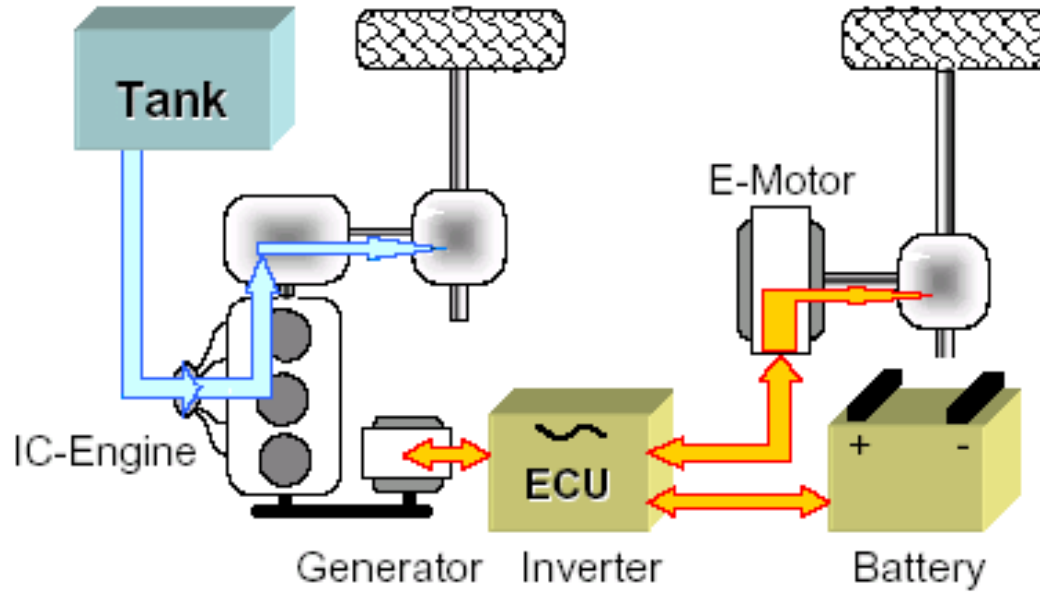 Tank
E-Motor
IC-Engine
ECU
+ -
Generator Inverter Battery